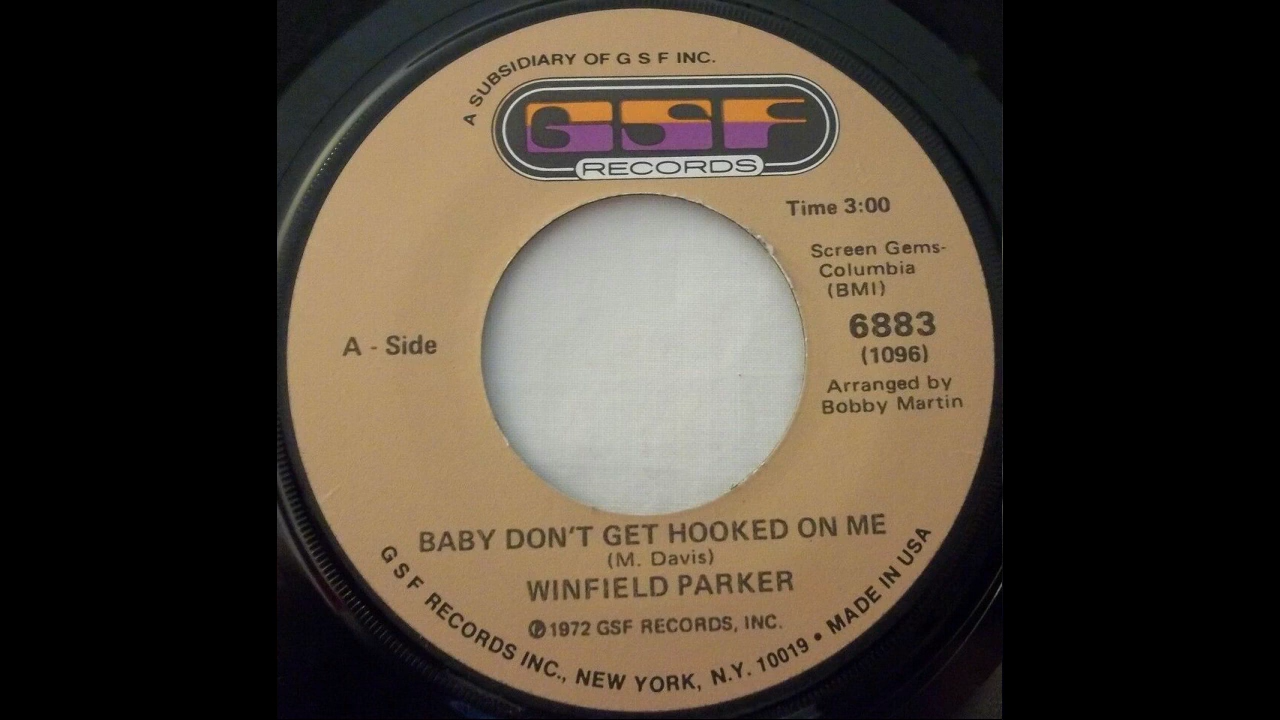 A SUBSIDIARY OF G S F INC.
GSF
RECORDS
Time 3:00
Screen Gems-
Columbia
(BMI)
6883
(1096)
Arranged by
Bobby Martin
A - Side
BABY DON'T GET HOOKED ON ME
(M. Davis)
WINFIELD PARKER
℗1972 GSF RECORDS, INC.
G S F RECORDS INC., NEW YORK, N.Y. 10019 • MADE IN USA